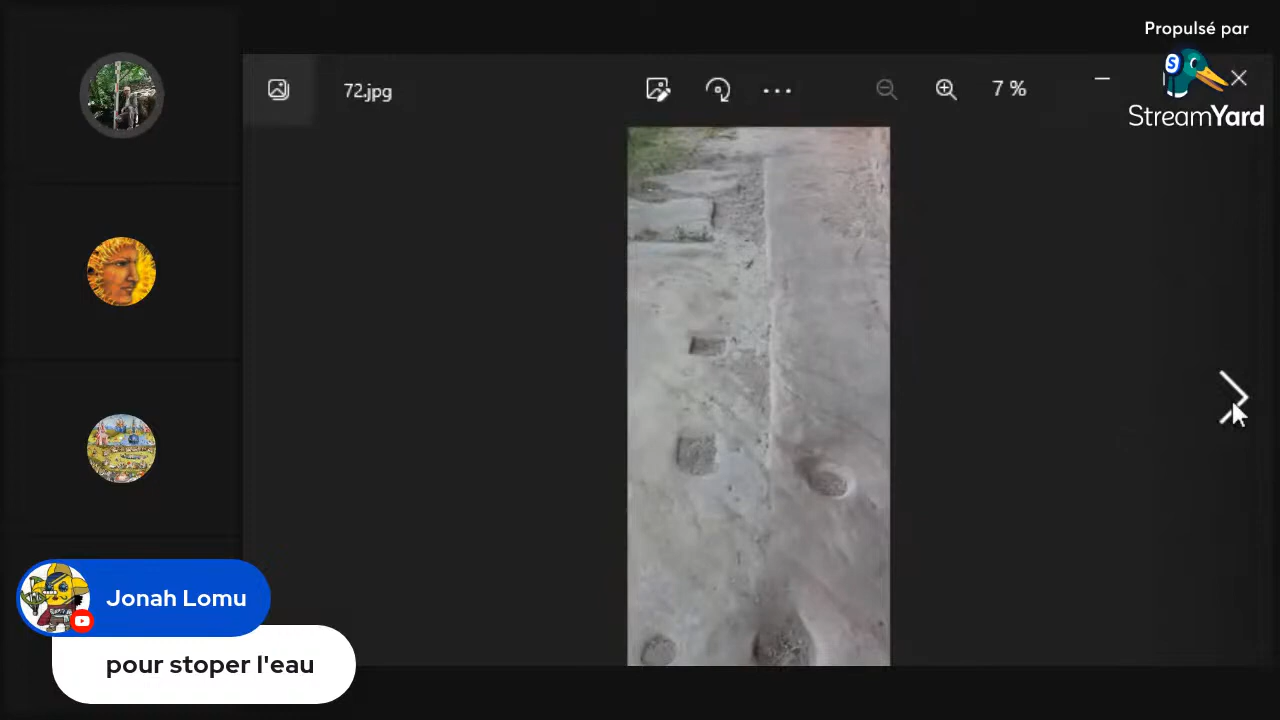 Propulsé par
72.jpg
7 %
StreamYard
Jonah Lomu
pour stoper l'eau